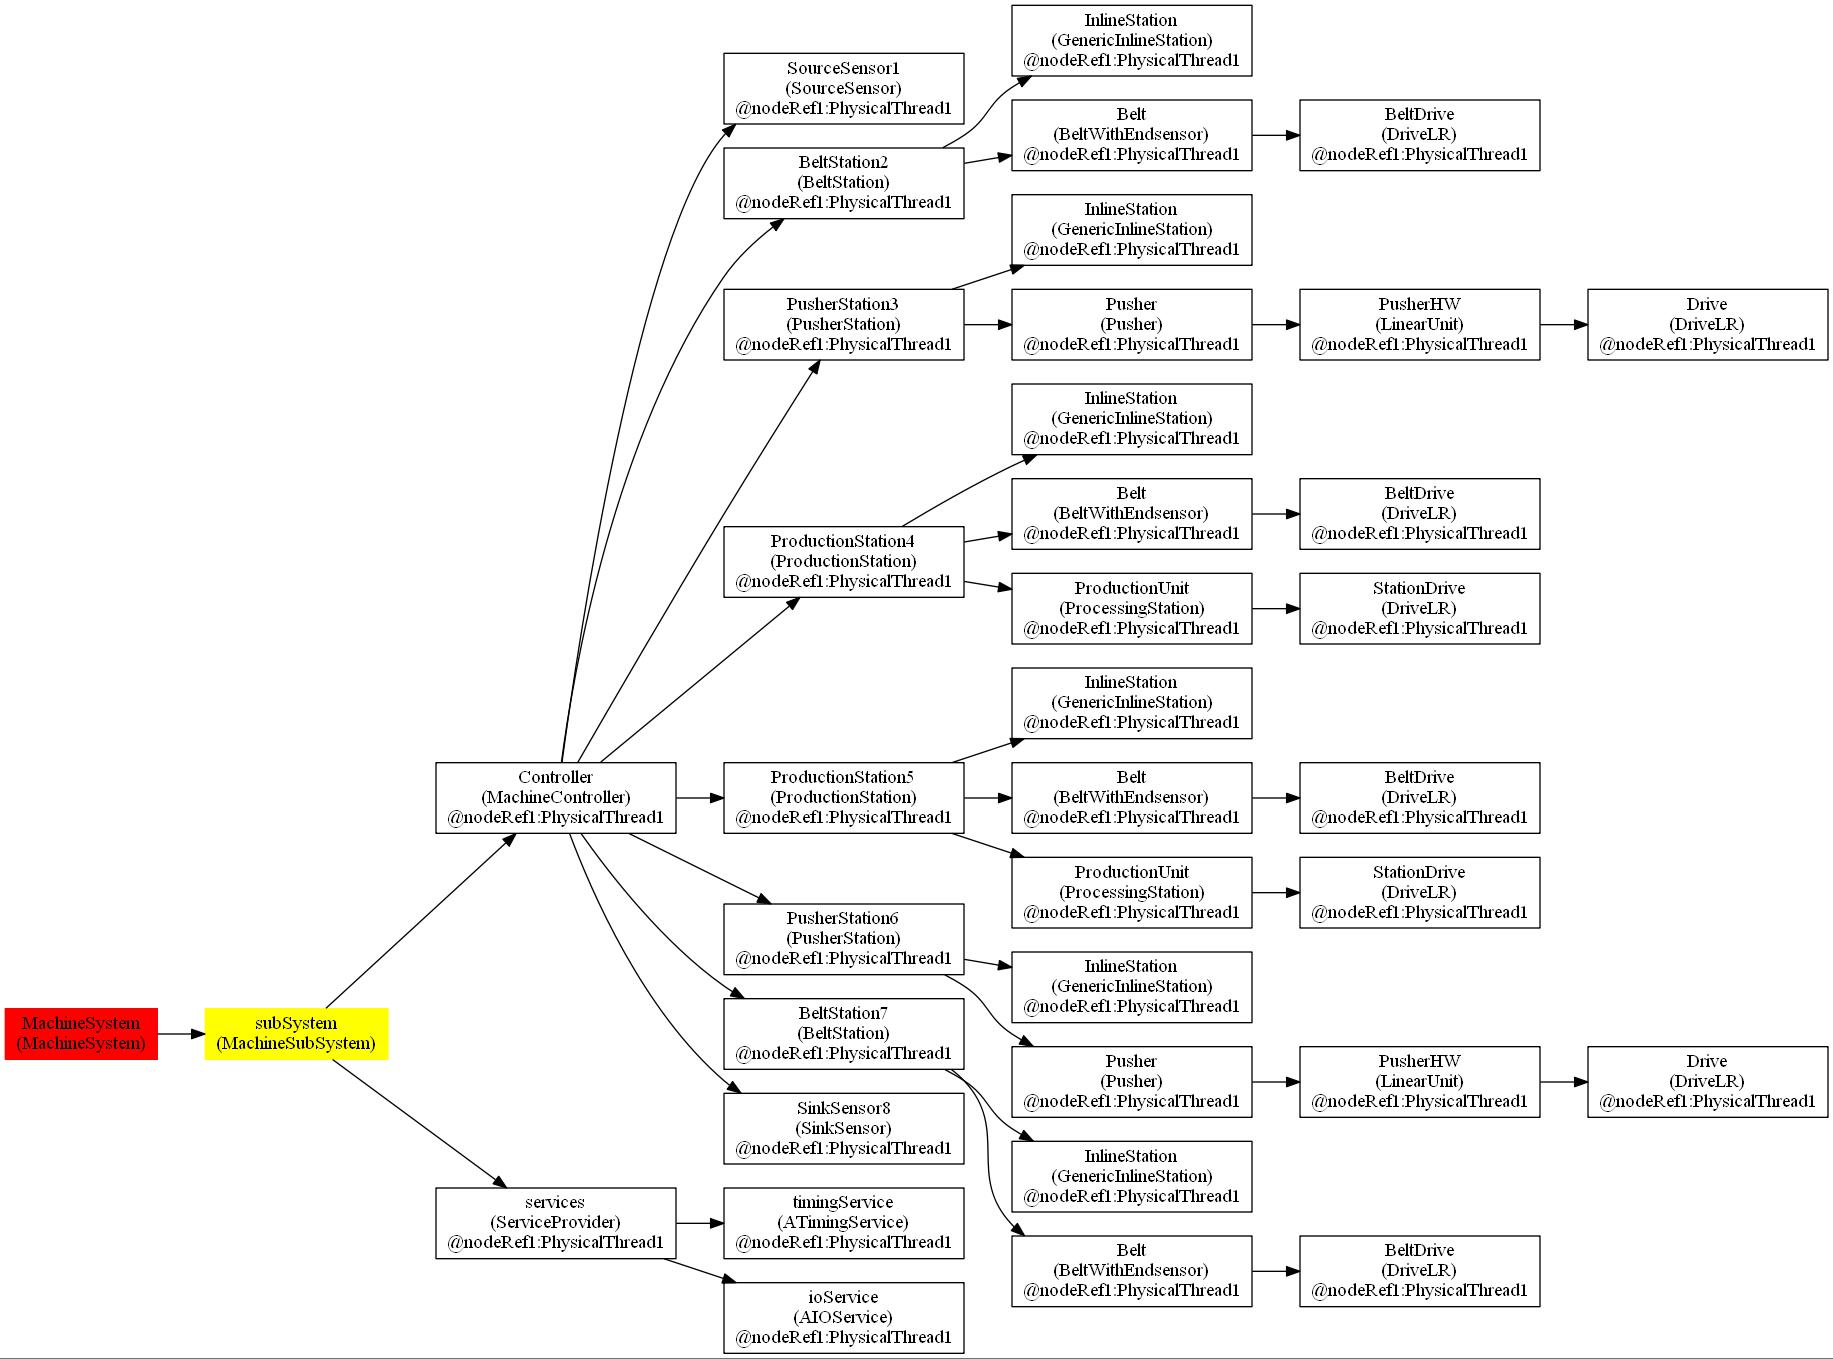 MachineSystem
(MachineSystem)
subSystem
(MachineSubSystem)
Controller
(MachineController)
@nodeRef1:PhysicalThread1
services
(ServiceProvider)
@nodeRef1:PhysicalThread1
SourceSensor1
(SourceSensor)
@nodeRef1:PhysicalThread1
BeltStation2
(BeltStation)
@nodeRef1:PhysicalThread1
PusherStation3
(PusherStation)
@nodeRef1:PhysicalThread1
ProductionStation4
(ProductionStation)
@nodeRef1:PhysicalThread1
ProductionStation5
(ProductionStation)
@nodeRef1:PhysicalThread1
PusherStation6
(PusherStation)
@nodeRef1:PhysicalThread1
BeltStation7
(BeltStation)
@nodeRef1:PhysicalThread1
SinkSensor8
(SinkSensor)
@nodeRef1:PhysicalThread1
timingService
(ATimingService)
@nodeRef1:PhysicalThread1
ioService
(AIOService)
@nodeRef1:PhysicalThread1
InlineStation
(GenericInlineStation)
@nodeRef1:PhysicalThread1
Belt
(BeltWithEndsensor)
@nodeRef1:PhysicalThread1
InlineStation
(GenericInlineStation)
@nodeRef1:PhysicalThread1
Pusher
(Pusher)
@nodeRef1:PhysicalThread1
InlineStation
(GenericInlineStation)
@nodeRef1:PhysicalThread1
Belt
(BeltWithEndsensor)
@nodeRef1:PhysicalThread1
ProductionUnit
(ProcessingStation)
@nodeRef1:PhysicalThread1
InlineStation
(GenericInlineStation)
@nodeRef1:PhysicalThread1
Belt
(BeltWithEndsensor)
@nodeRef1:PhysicalThread1
ProductionUnit
(ProcessingStation)
@nodeRef1:PhysicalThread1
InlineStation
(GenericInlineStation)
@nodeRef1:PhysicalThread1
Pusher
(Pusher)
@nodeRef1:PhysicalThread1
InlineStation
(GenericInlineStation)
@nodeRef1:PhysicalThread1
Belt
(BeltWithEndsensor)
@nodeRef1:PhysicalThread1
BeltDrive
(DriveLR)
@nodeRef1:PhysicalThread1
PusherHW
(LinearUnit)
@nodeRef1:PhysicalThread1
BeltDrive
(DriveLR)
@nodeRef1:PhysicalThread1
StationDrive
(DriveLR)
@nodeRef1:PhysicalThread1
BeltDrive
(DriveLR)
@nodeRef1:PhysicalThread1
StationDrive
(DriveLR)
@nodeRef1:PhysicalThread1
PusherHW
(LinearUnit)
@nodeRef1:PhysicalThread1
BeltDrive
(DriveLR)
@nodeRef1:PhysicalThread1
Drive
(DriveLR)
@nodeRef1:PhysicalThread1
Drive
(DriveLR)
@nodeRef1:PhysicalThread1